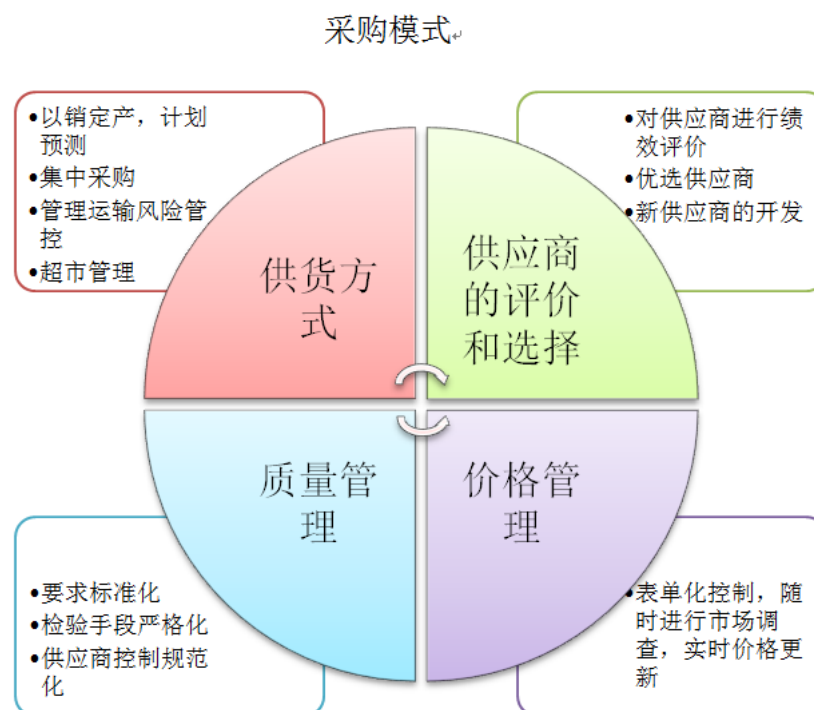 采购模式
•以销定产，计划
预测
•集中采购
•管理运输风险管
控
•超市管理
•对供应商进行绩
效评价
•优选供应商
•新供应商的开发
供货方
式
供应商
的评价
和选择
质量管
理
价格管
理
•要求标准化
•检验手段严格化
•供应商控制规范
化
•表单化控制，随
时进行市场调
查，实时价格更
新